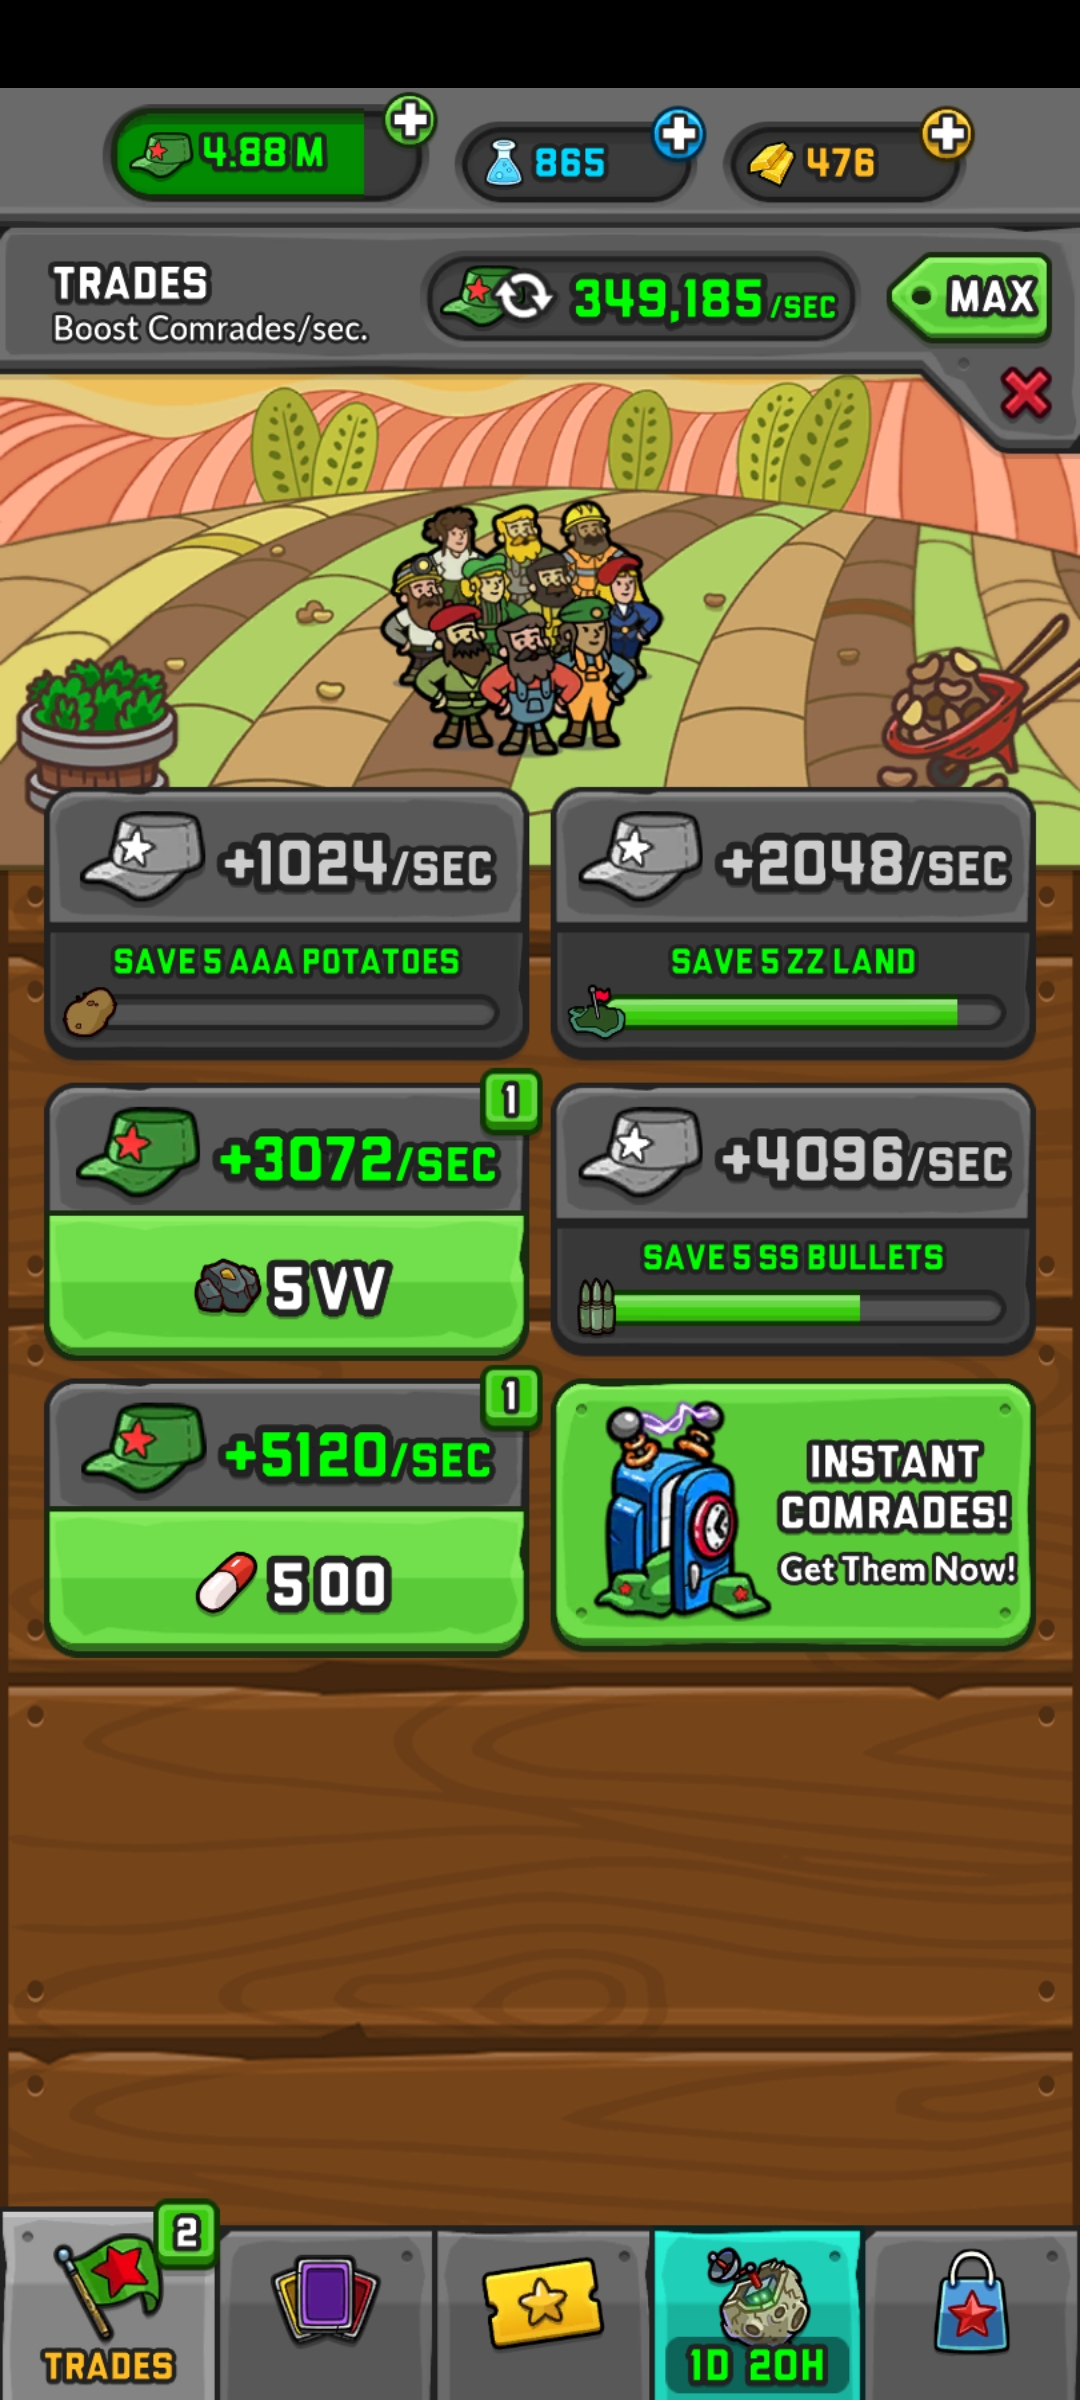 4.88 M
865
476
TRADES
Boost Comrades/sec.
349,185/SEC
MAX
+1024/SEC
SAVE 5 AAA POTATOES
+2048/SEC
SAVE 5 ZZ LAND
1
+3072/SEC
5 VV
+4096/SEC
SAVE 5 SS BULLETS
1
+5120/SEC
500
INSTANT
COMRADES!
Get Them Now!
2
TRADES
1D 20H